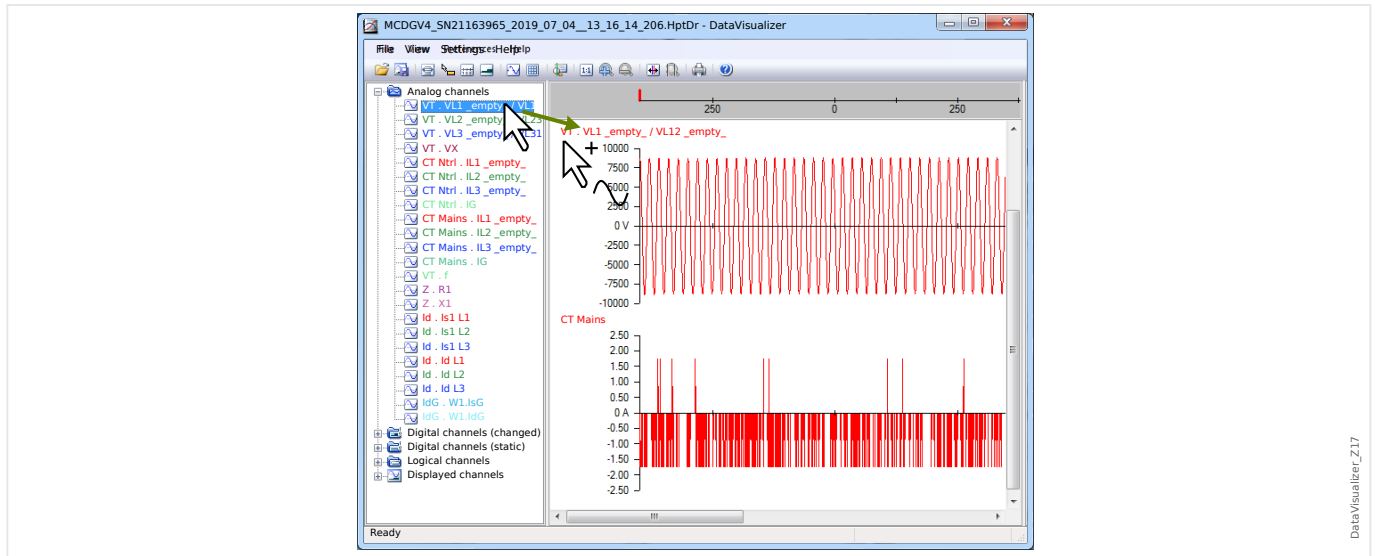 MCDGV4_SN21163965_2019_07_04__13_16_14_206.HptDr - DataVisualizer
File View Settings Help
Analog channels
VT . VL1 _empty_ / VL1
VT . VL2 _empty VL23
VT . VL3 _empty VL31
VT . VX
CT Ntrl . IL1 _empty_
CT Ntrl . IL2 _empty_
CT Ntrl . IL3 _empty_
CT Ntrl . IG
CT Mains . IL1 _empty_
CT Mains . IL2 _empty_
CT Mains . IL3 _empty_
CT Mains . IG
VT . f
Z . R1
Z . X1
Id . Is1 L1
Id . Is1 L2
Id . Is1 L3
Id . Id L1
Id . Id L2
Id . Id L3
IdG . W1.IsG
IdG . W1.IdG
Digital channels (changed)
Digital channels (static)
Logical channels
Displayed channels
250 0 250
VT . VL1 _empty_ / VL12 _empty_
10000
7500
5000
2500
0 V
-2500
-5000
-7500
-10000
CT Mains
2.50
2.00
1.50
1.00
0.50
0 A
-0.50
-1.00
-1.50
-2.00
-2.50
Ready
DataVisualizer_Z17